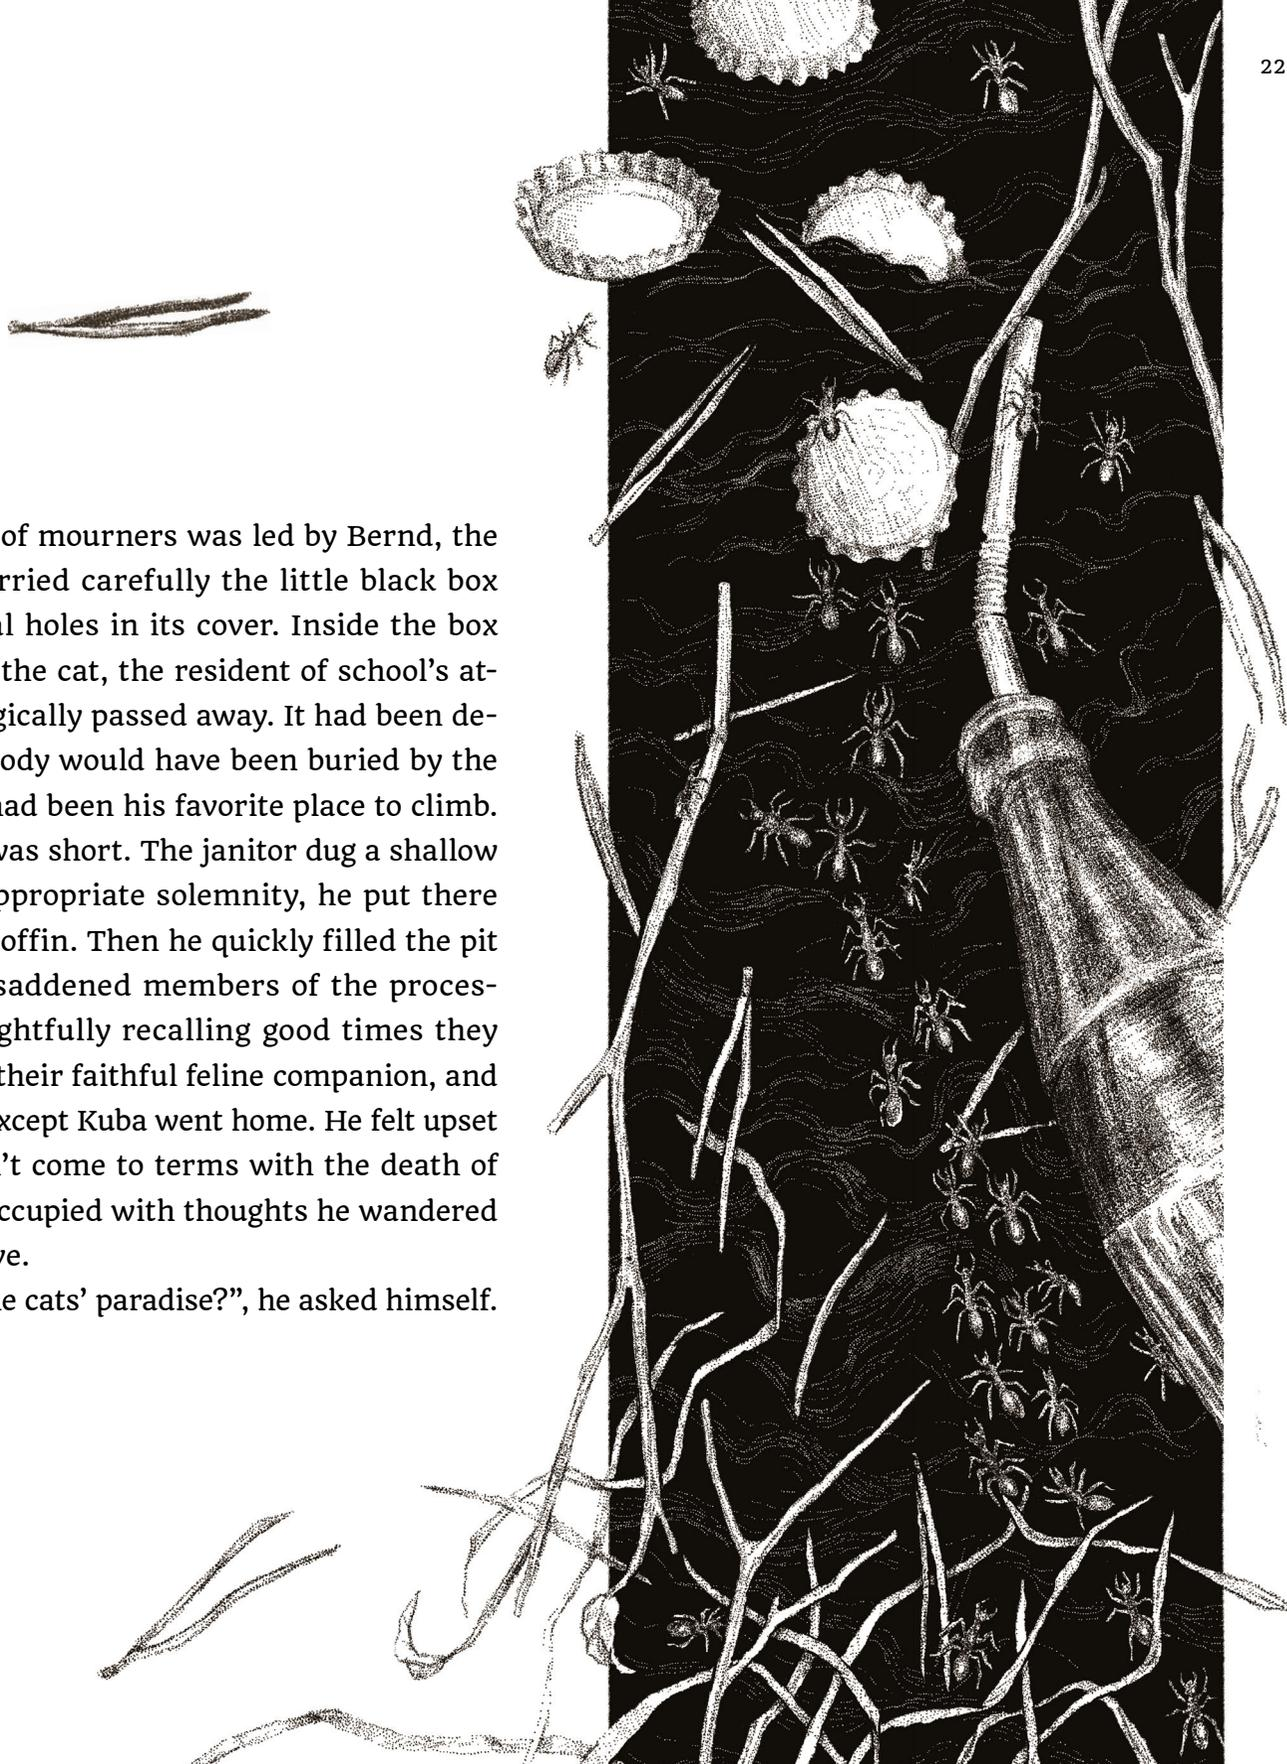 22
of mourners was led by Bernd, the
rried carefully the little black box
al holes in its cover. Inside the box
the cat, the resident of school's at-
gically passed away. It had been de-
ody would have been buried by the
had been his favorite place to climb.
was short. The janitor dug a shallow
ppropriate solemnity, he put there
offin. Then he quickly filled the pit
saddened members of the proces-
ghtfully recalling good times they
their faithful feline companion, and
xcept Kuba went home. He felt upset
't come to terms with the death of
ccupied with thoughts he wandered
ve.
e cats' paradise?”, he asked himself.